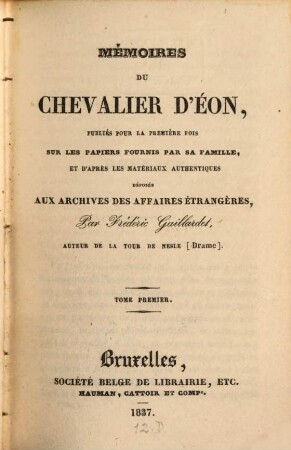 MÉMOIRES
DU
CHEVALIER D'ÉON,
PUBLIÉS POUR LA PREMIÈRE FOIS
SUR LES PAPIERS FOURNIS PAR SA FAMILLE,
ET D'APRÈS LES MATÉRIAUX AUTHENTIQUES
DÉPOSÉS
AUX ARCHIVES DES AFFAIRES ÉTRANGÈRES,
Par Frédéric Gaillardet,
AUTEUR DE LA TOUR DE NESLE [Drame].
TOME PREMIER.
Bruxelles,
SOCIÉTÉ BELGE DE LIBRAIRIE, ETC.
HAUMAN, CATTOIR ET COMPe.
1837.
12 D